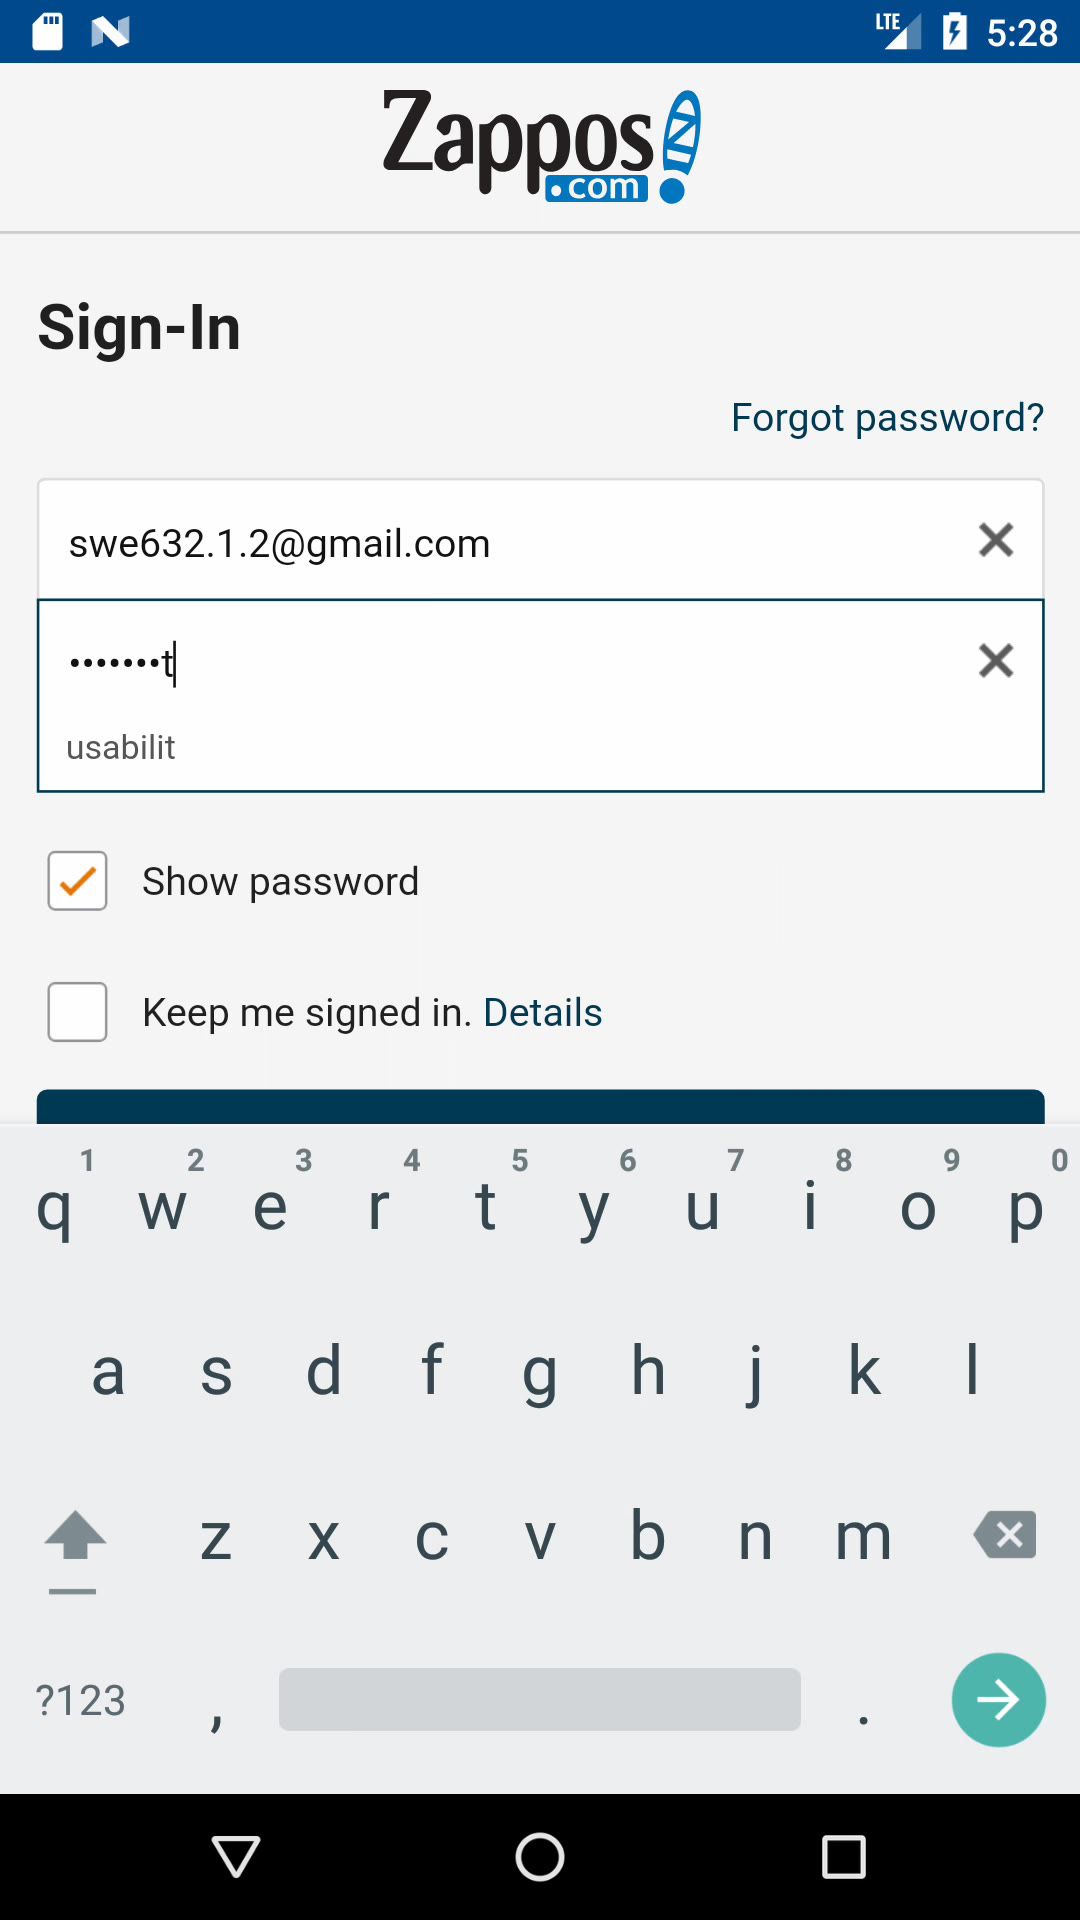 LTE 5:28
Zappos
.com
Sign-In
Forgot password?
swe632.1.2@gmail.com
•••••••t
usabilit
Show password
Keep me signed in. Details
1 2 3 4 5 6 7 8 9 0
q w e r t y u i o p
a s d f g h j k l
z x c v b n m
?123 , .